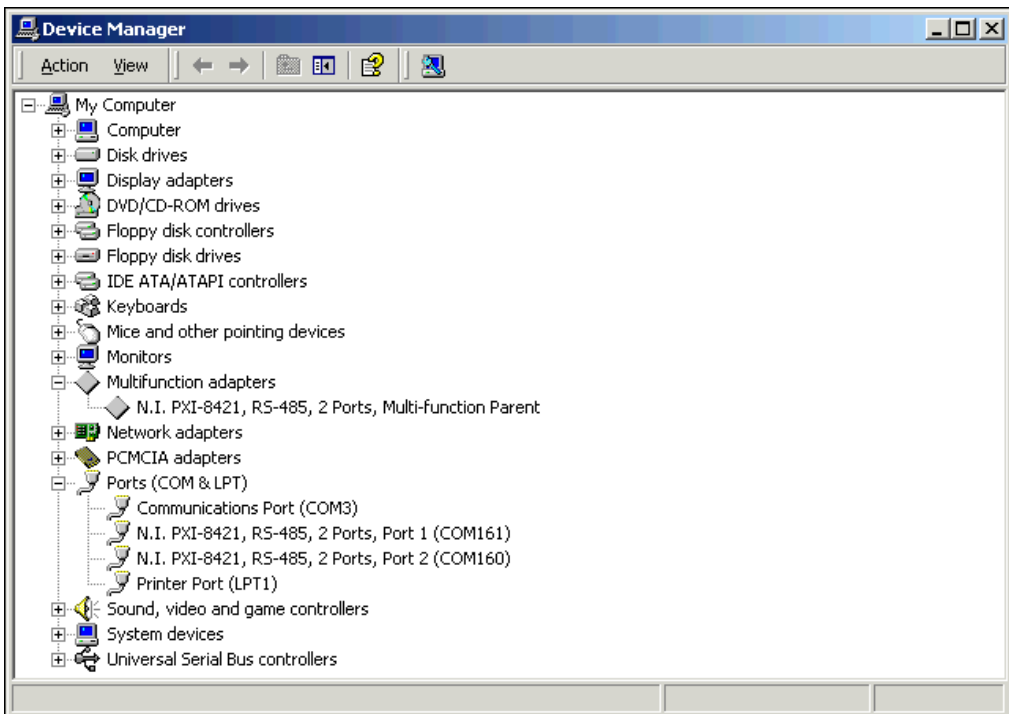 Device Manager
Action View
My Computer
Computer
Disk drives
Display adapters
DVD/CD-ROM drives
Floppy disk controllers
Floppy disk drives
IDE ATA/ATAPI controllers
Keyboards
Mice and other pointing devices
Monitors
Multifunction adapters
N.I. PXI-8421, RS-485, 2 Ports, Multi-function Parent
Network adapters
PCMCIA adapters
Ports (COM & LPT)
Communications Port (COM3)
N.I. PXI-8421, RS-485, 2 Ports, Port 1 (COM161)
N.I. PXI-8421, RS-485, 2 Ports, Port 2 (COM160)
Printer Port (LPT1)
Sound, video and game controllers
System devices
Universal Serial Bus controllers